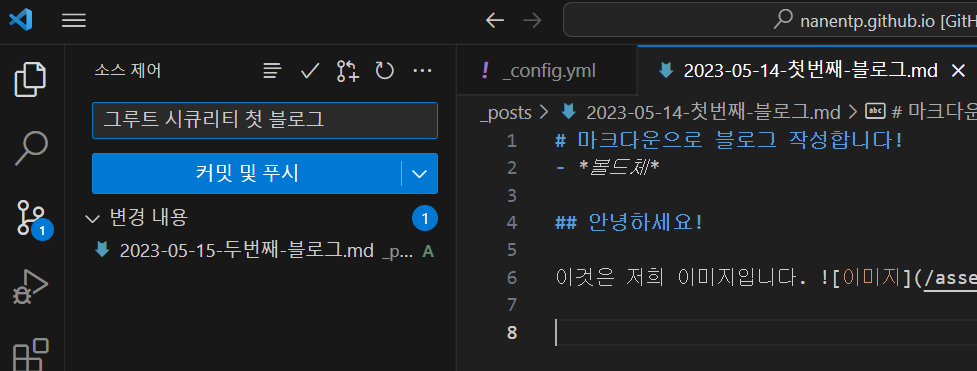 nanentp.github.io [GitH
소스 제어
_config.yml
2023-05-14-첫번째-블로그.md
그루트 시큐리티 첫 블로그
커밋 및 푸시
변경 내용 1
2023-05-15-두번째-블로그.md _p... A
1
_posts > 2023-05-14-첫번째-블로그.md > abc # 마크다운
1 # 마크다운으로 블로그 작성합니다!
2 - *볼드체*
3
4 ## 안녕하세요!
5
6 이것은 저희 이미지입니다. ![이미지](/asse
7
8